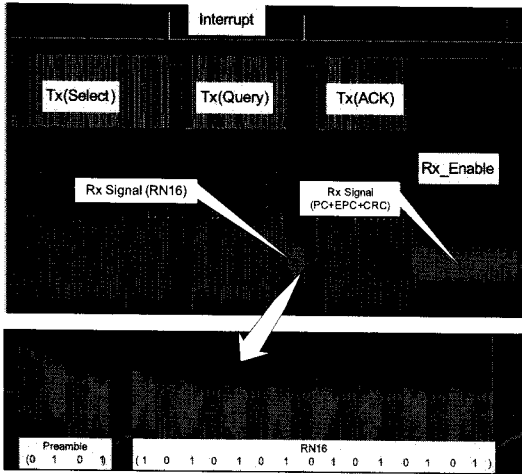 Interrupt
Tx(Select) Tx(Query) Tx(ACK)
Rx_Enable
Rx Signal (RN16)
Rx Signal
(PC+EPC+CRC)
Preamble RN16
(0 1 0 1) (1 0 1 0 1 0 1 0 1 0 1 0 1 0 1)